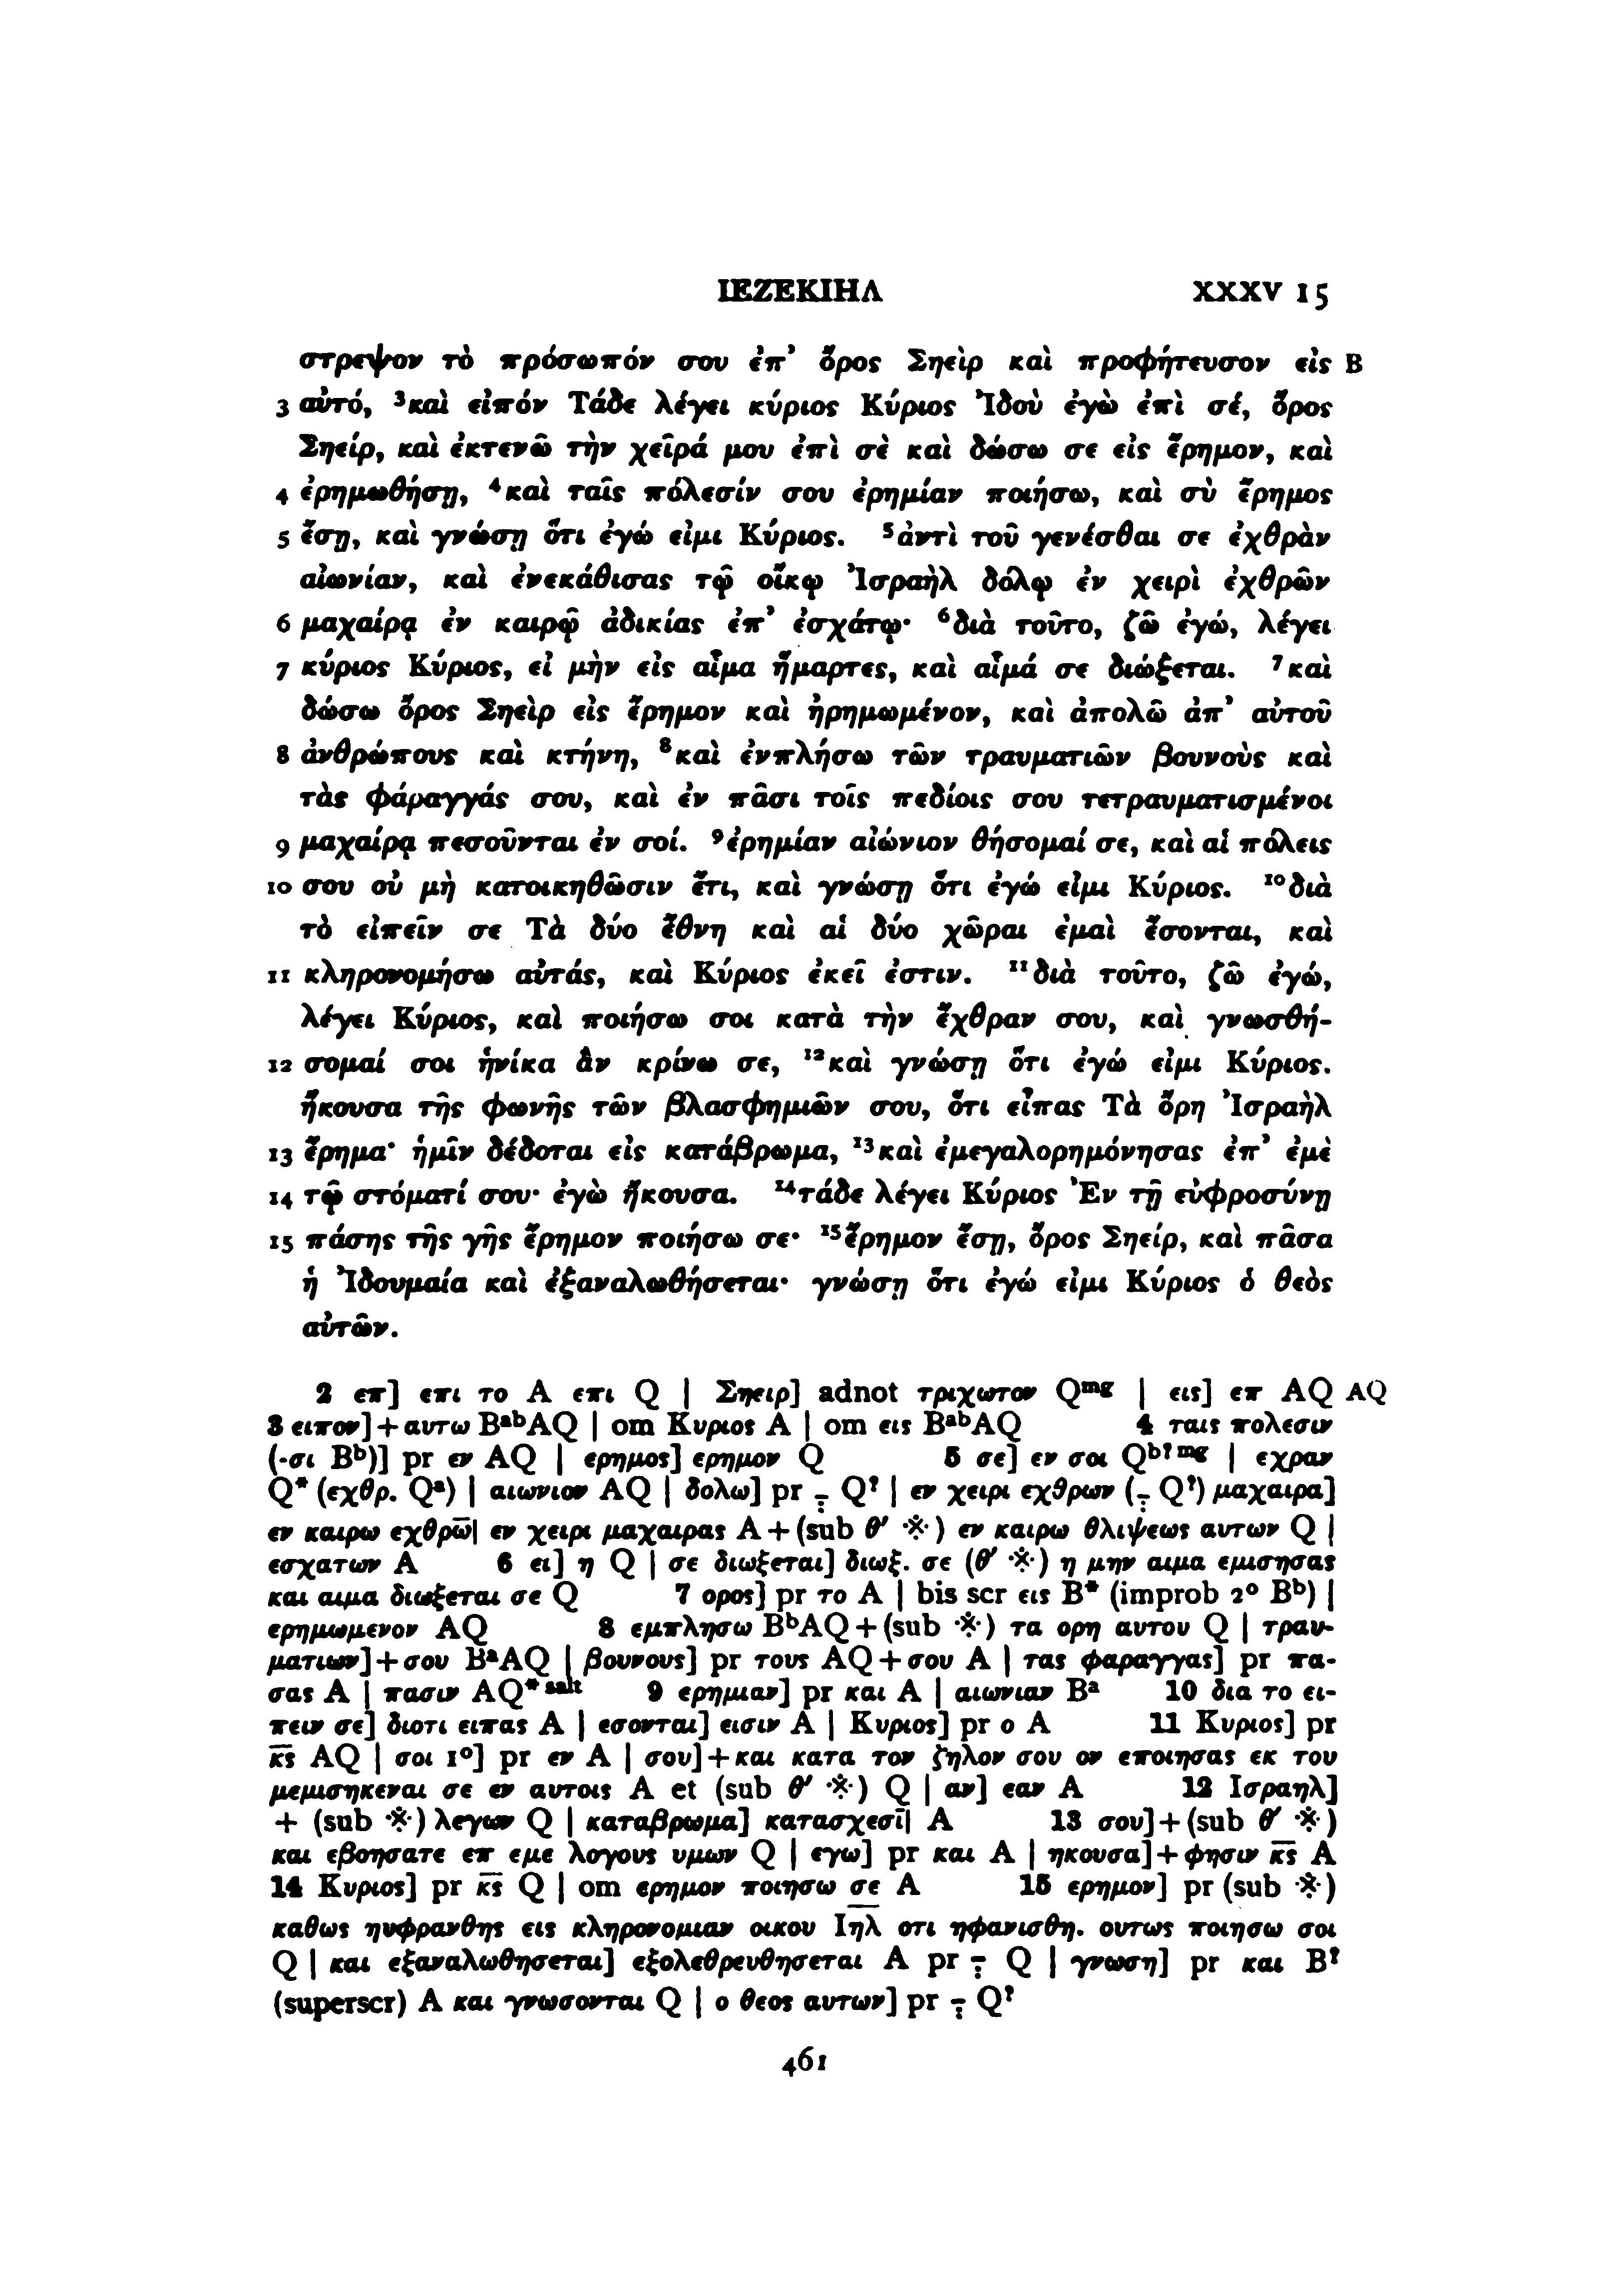 ΙΕΖΕΚΙΗΛ XXXV 15
στρεψον τὸ πρόσωπόν σου ἐπ' ὄρος Σηεὶρ καὶ προφήτευσον εἰς B
3 αὐτό, ³καὶ εἰπόν Τάδε λέγει κύριος Κύριος Ἰδοὺ ἐγὼ ἐπὶ σέ, ὄρος
Σηείρ, καὶ ἐκτενῶ τὴν χεῖρά μου ἐπὶ σὲ καὶ δώσω σε εἰς ἔρημον, καὶ
4 ἐρημωθήσῃ, ⁴καὶ ταῖς πόλεσίν σου ἐρημίαν ποιήσω, καὶ σὺ ἔρημος
5 ἔσῃ, καὶ γνώσῃ ὅτι ἐγώ εἰμι Κύριος. ⁵ἀντὶ τοῦ γενέσθαι σε ἐχθρὰν
αἰωνίαν, καὶ ἐνεκάθισας τῷ οἴκῳ Ἰσραὴλ δόλῳ ἐν χειρὶ ἐχθρῶν
6 μαχαίρᾳ ἐν καιρῷ ἀδικίας ἐπ' ἐσχάτῳ· ⁶διὰ τοῦτο, ζῶ ἐγώ, λέγει
7 κύριος Κύριος, εἰ μὴν εἰς αἷμα ἥμαρτες, καὶ αἷμά σε διώξεται. ⁷καὶ
δώσω ὄρος Σηεὶρ εἰς ἔρημον καὶ ἠρημωμένον, καὶ ἀπολῶ ἀπ' αὐτοῦ
8 ἀνθρώπους καὶ κτήνη, ⁸καὶ ἐνπλήσω τῶν τραυματιῶν βουνοὺς καὶ
τὰς φάραγγάς σου, καὶ ἐν πᾶσι τοῖς πεδίοις σου τετραυματισμένοι
9 μαχαίρᾳ πεσοῦνται ἐν σοί. ⁹ἐρημίαν αἰώνιον θήσομαί σε, καὶ αἱ πόλεις
10 σου οὐ μὴ κατοικηθῶσιν ἔτι, καὶ γνώσῃ ὅτι ἐγώ εἰμι Κύριος. ¹⁰διὰ
τὸ εἰπεῖν σε Τὰ δύο ἔθνη καὶ αἱ δύο χῶραι ἐμαὶ ἔσονται, καὶ
11 κληρονομήσω αὐτάς, καὶ Κύριος ἐκεῖ ἐστιν. ¹¹διὰ τοῦτο, ζῶ ἐγώ,
λέγει Κύριος, καὶ ποιήσω σοι κατὰ τὴν ἔχθραν σου, καὶ γνωσθή-
12 σομαί σοι ἡνίκα ἂν κρίνω σε, ¹²καὶ γνώσῃ ὅτι ἐγώ εἰμι Κύριος.
ἤκουσα τῆς φωνῆς τῶν βλασφημιῶν σου, ὅτι εἶπας Τὰ ὄρη Ἰσραὴλ
13 ἔρημα· ἡμῖν δέδοται εἰς κατάβρωμα, ¹³καὶ ἐμεγαλορημόνησας ἐπ' ἐμὲ
14 τῷ στόματί σου· ἐγὼ ἤκουσα. ¹⁴τάδε λέγει Κύριος Ἐν τῇ εὐφροσύνῃ
15 πάσης τῆς γῆς ἔρημον ποιήσω σε· ¹⁵ἔρημον ἔσῃ, ὄρος Σηείρ, καὶ πᾶσα
ἡ Ἰδουμαία καὶ ἐξαναλωθήσεται· γνώσῃ ὅτι ἐγώ εἰμι Κύριος ὁ θεὸς
αὐτῶν.
2 επ] επι το A επι Q | Σηειρ] adnot τριχωτον Qᵐᵍ | εις] επ AQ AQ
3 ειπον]+αυτω BᵃᵇAQ | om Κυριος A | om εις BᵃᵇAQ 4 ταις πολεσιν
(-σι Bᵇ)] pr εν AQ | ερημος] ερημον Q 5 σε] εν σοι Qᵇ?ᵐᵍ | εχραν
Q* (εχθρ. Qᵃ) | αιωνιον AQ | δολω] pr ⁒ Q? | εν χειρι εχθρων (⁒ Q?) μαχαιρα]
εν καιρω εχθρω̄| εν χειρι μαχαιρας A+(sub θ' ※) εν καιρω θλιψεως αυτων Q |
εσχατων A 6 ει] η Q | σε διωξεται] διωξ. σε (θ' ※) η μην αιμα εμισησας
και αιμα διωξεται σε Q 7 ορος] pr το A | bis scr εις B* (improb 2º Bᵇ) |
ερημωμενον AQ 8 εμπλησω BᵇAQ+(sub ※) τα ορη αυτου Q | τραυ-
ματιων]+σου BᵃAQ | βουνους] pr τους AQ+σου A | τας φαραγγας] pr πα-
σας A | πασιν AQ*ˢᵃˡᵗ 9 ερημιαν] pr και A | αιωνιαν Bᵃ 10 δια το ει-
πειν σε] διοτι ειπας A | εσονται] εισιν A | Κυριος] pr ο A 11 Κυριος] pr
κ̅ς̅ AQ | σοι 1º] pr εν A | σου]+και κατα τον ζηλον σου ον εποιησας εκ του
μεμισηκεναι σε εν αυτοις A et (sub θ' ※) Q | αν] εαν A 12 Ισραηλ]
+ (sub ※) λεγων Q | καταβρωμα] κατασχεσῑ| A 13 σου]+(sub θ' ※)
και εβοησατε επ εμε λογους υμων Q | εγω] pr και A | ηκουσα]+φησιν κ̅ς̅ A
14 Κυριος] pr κ̅ς̅ Q | om ερημον ποιησω σε A 15 ερημον] pr (sub ※)
καθως ηυφρανθης εις κληρονομιαν οικου Ι̅η̅λ̅ οτι ηφανισθη. ουτως ποιησω σοι
Q | και εξαναλωθησεται] εξολεθρευθησεται A pr ⁒ Q | γνωση] pr και B?
(superscr) A και γνωσονται Q | ο θεος αυτων] pr ⁒ Q?
461